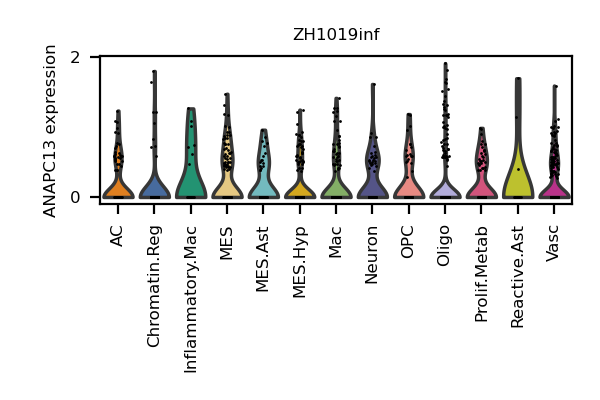 ZH1019inf
ANAPC13 expression
2
0
AC
Chromatin.Reg
Inflammatory.Mac
MES
MES.Ast
MES.Hyp
Mac
Neuron
OPC
Oligo
Prolif.Metab
Reactive.Ast
Vasc